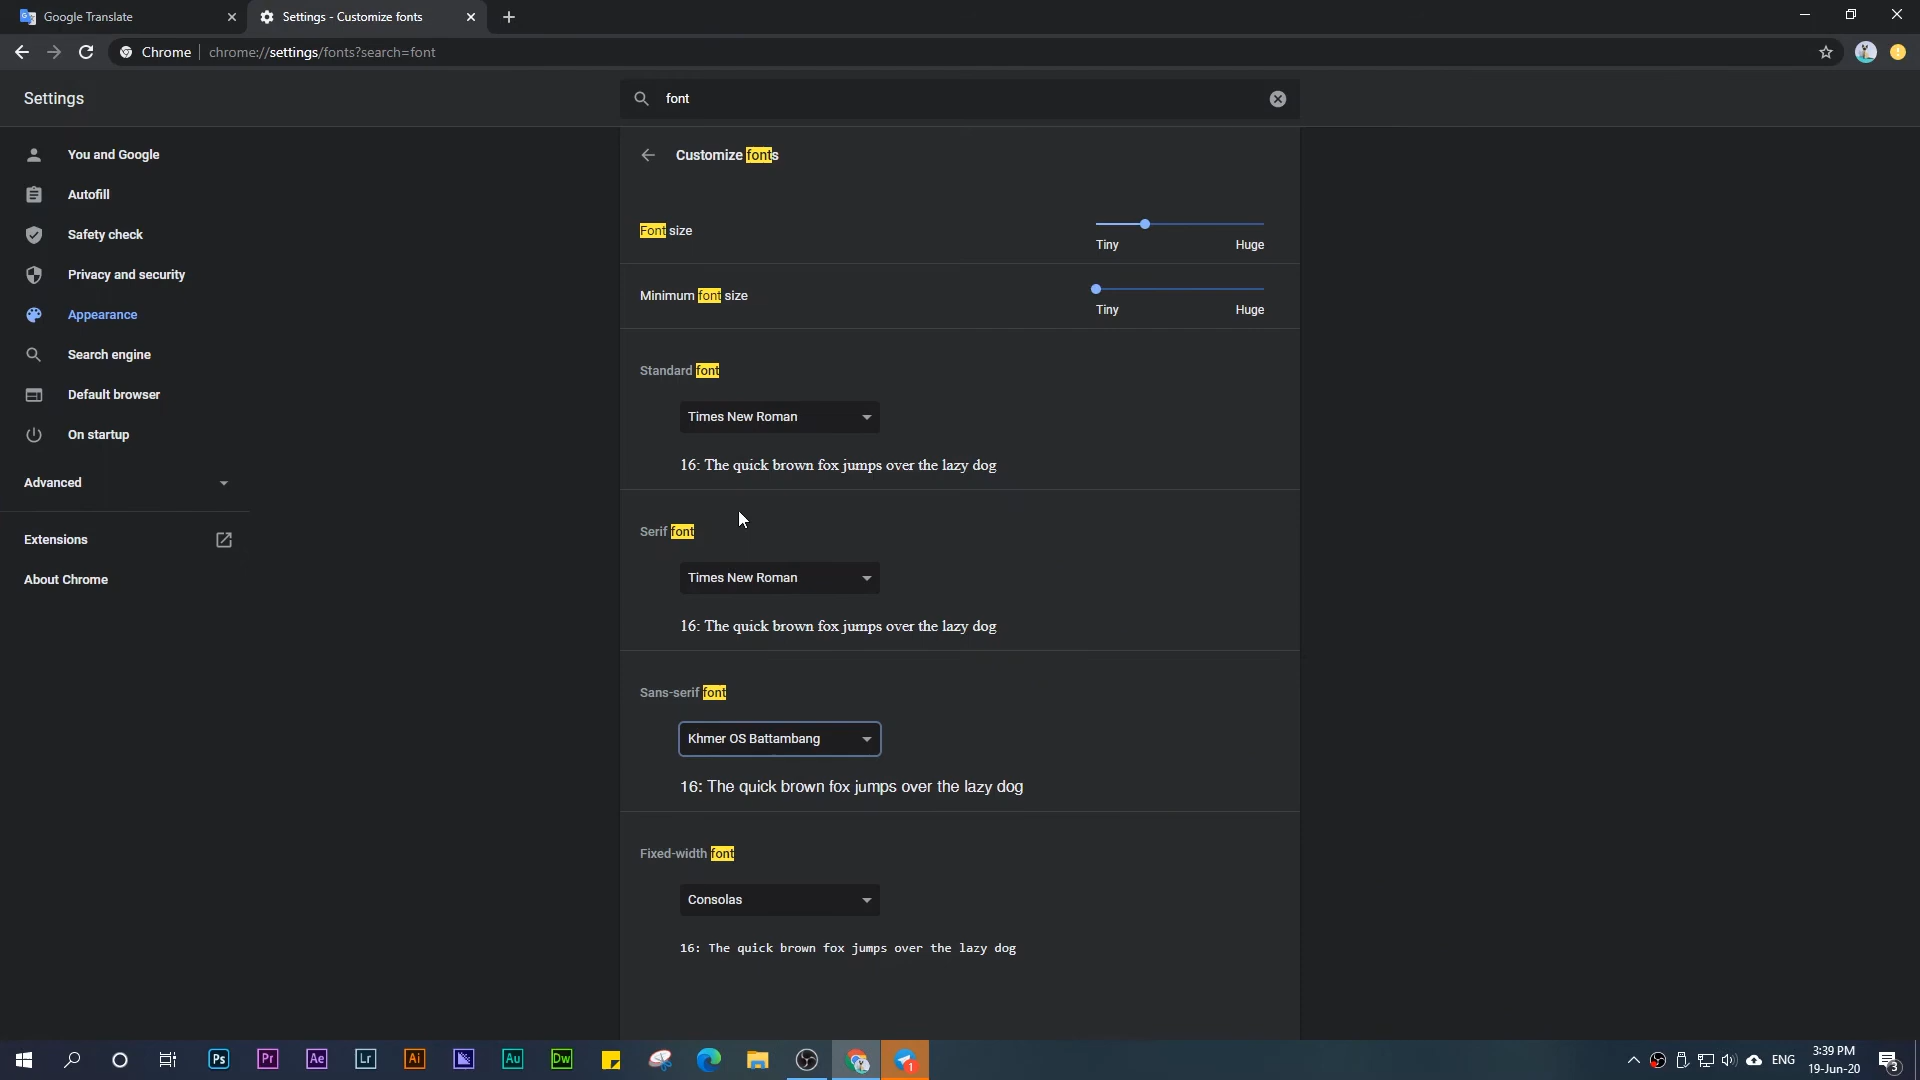 Google Translate
Settings - Customize fonts
Chrome
chrome://settings/fonts?search=font
Settings
font
You and Google
Autofill
Safety check
Privacy and security
Appearance
Search engine
Default browser
On startup
Advanced
Extensions
About Chrome
Customize fonts
Font size
Tiny
Huge
Minimum font size
Tiny
Huge
Standard font
Times New Roman
16: The quick brown fox jumps over the lazy dog
Serif font
Times New Roman
16: The quick brown fox jumps over the lazy dog
Sans-serif font
Khmer OS Battambang
16: The quick brown fox jumps over the lazy dog
Fixed-width font
Consolas
16: The quick brown fox jumps over the lazy dog
Ps
Pr
Ae
Lr
Ai
Au
Dw
1
ENG
3:39 PM
19-Jun-20
3